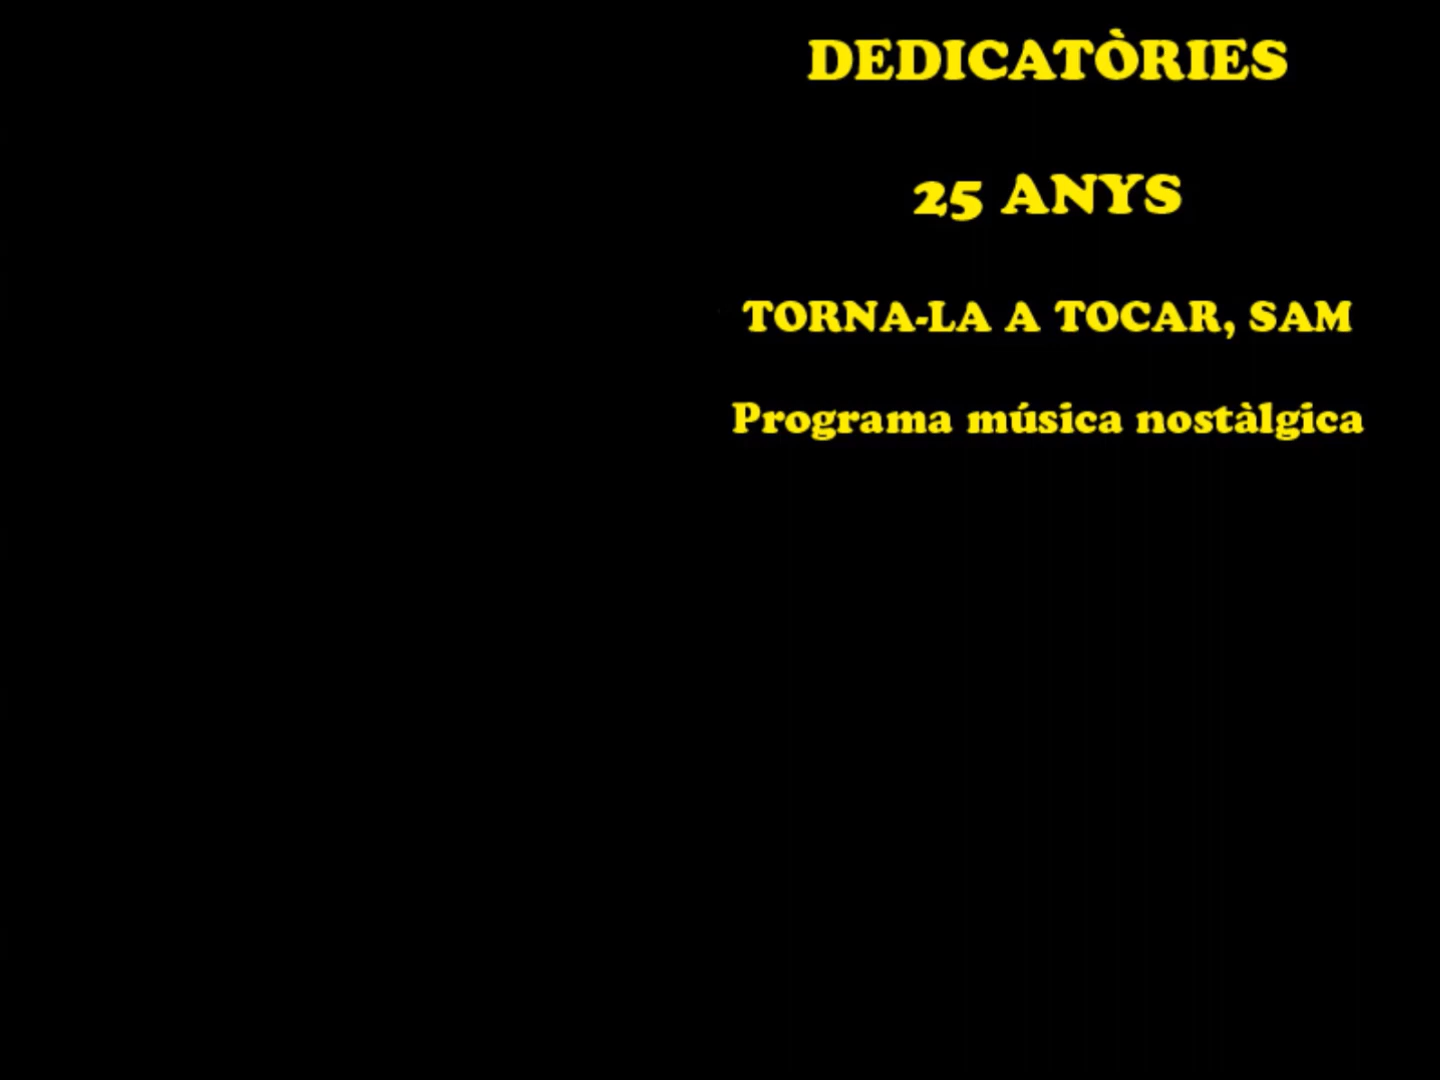 DEDICATÒRIES
25 ANYS
TORNA-LA A TOCAR, SAM
Programa música nostàlgica